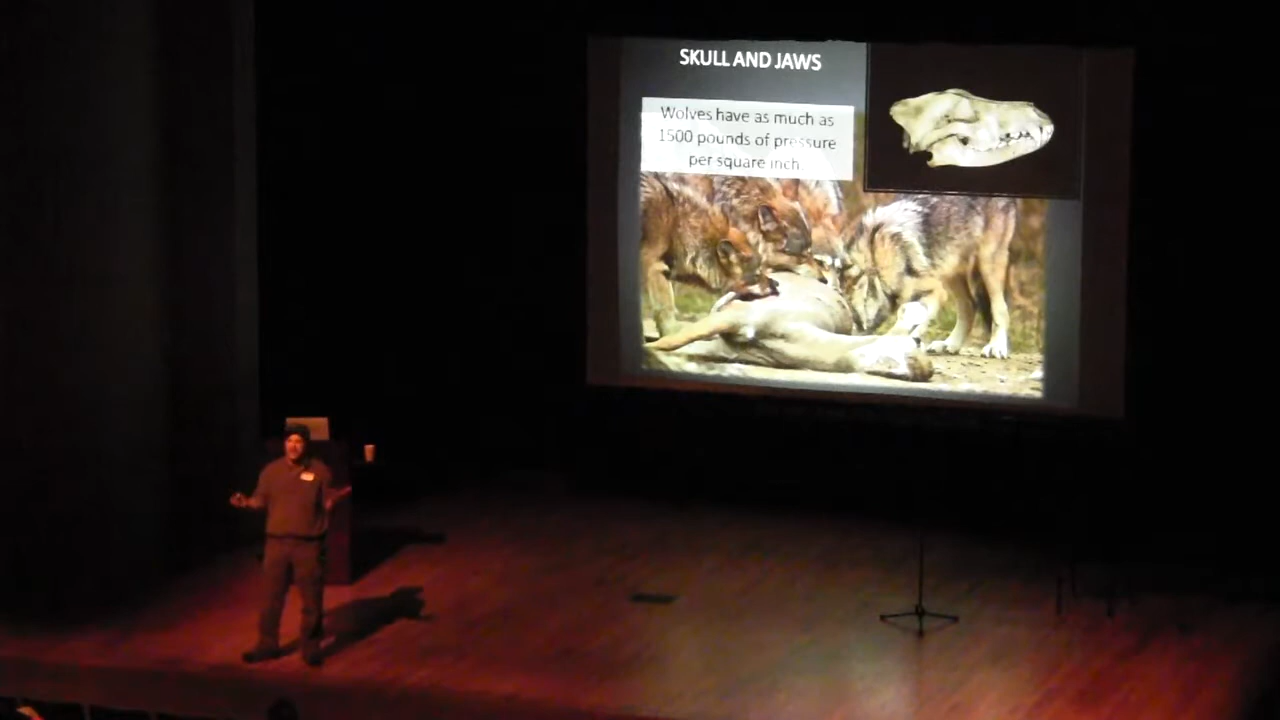 SKULL AND JAWS
Wolves have as much as
1500 pounds of pressure
per square inch.